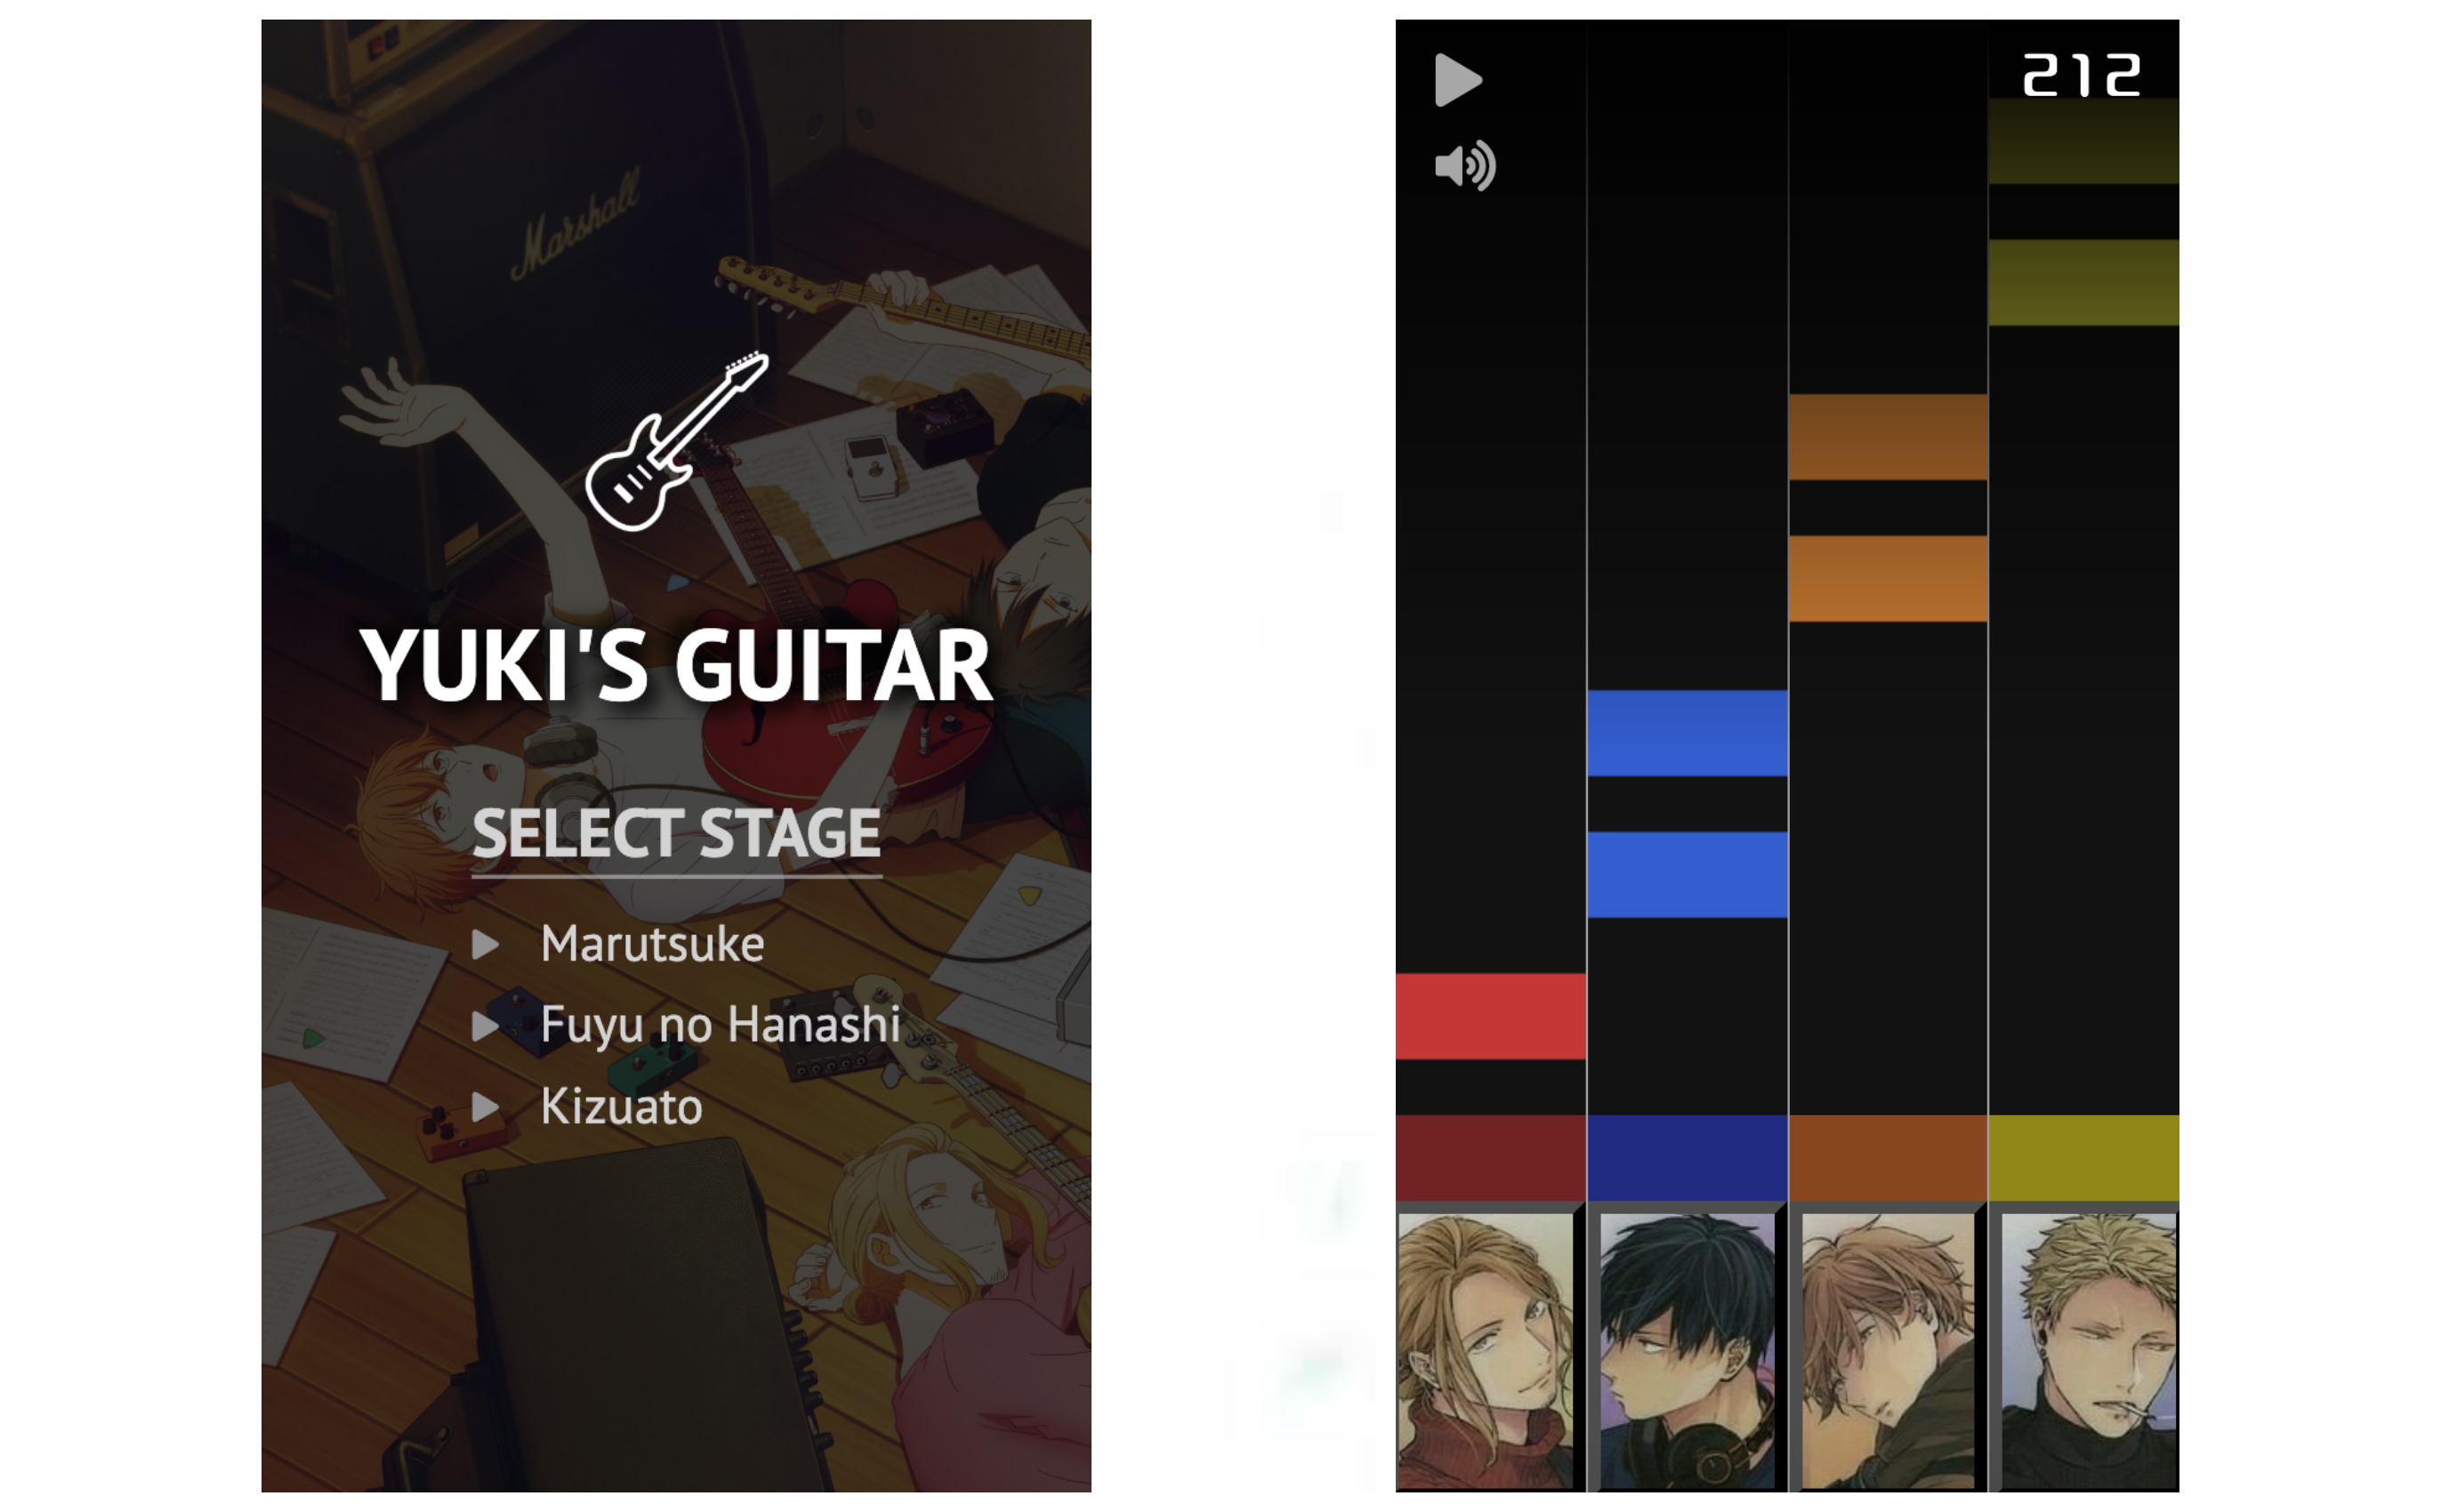 Marshall
YUKI'S GUITAR
SELECT STAGE
Marutsuke
Fuyu no Hanashi
Kizuato
212